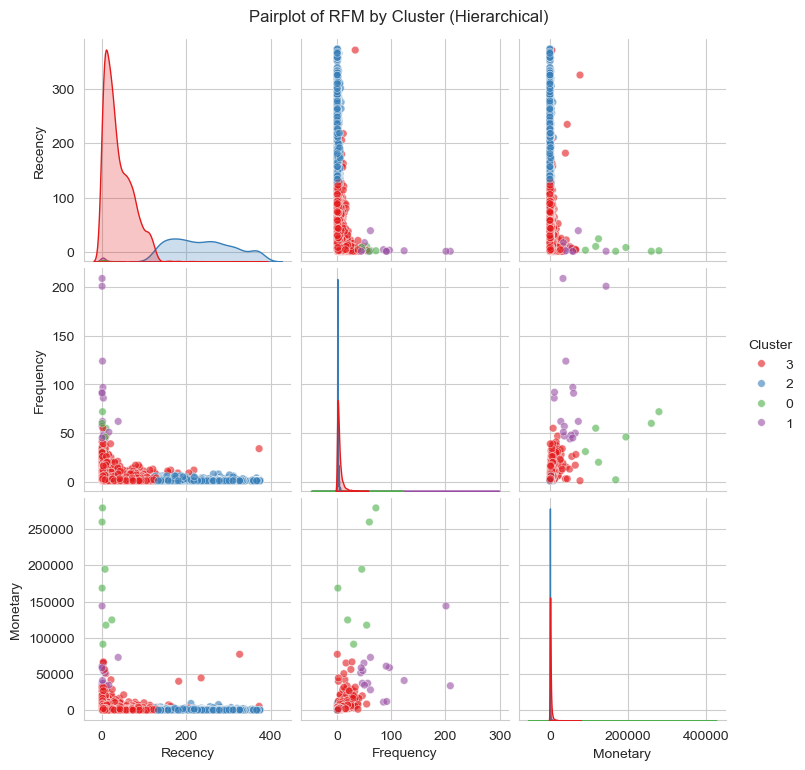 Pairplot of RFM by Cluster (Hierarchical)
300
200
100
0
Recency
200
150
100
50
0
Frequency
Cluster
3
2
0
1
250000
200000
150000
100000
50000
0
Monetary
0 200 400
0 100 200 300
0 200000 400000
Recency Frequency Monetary